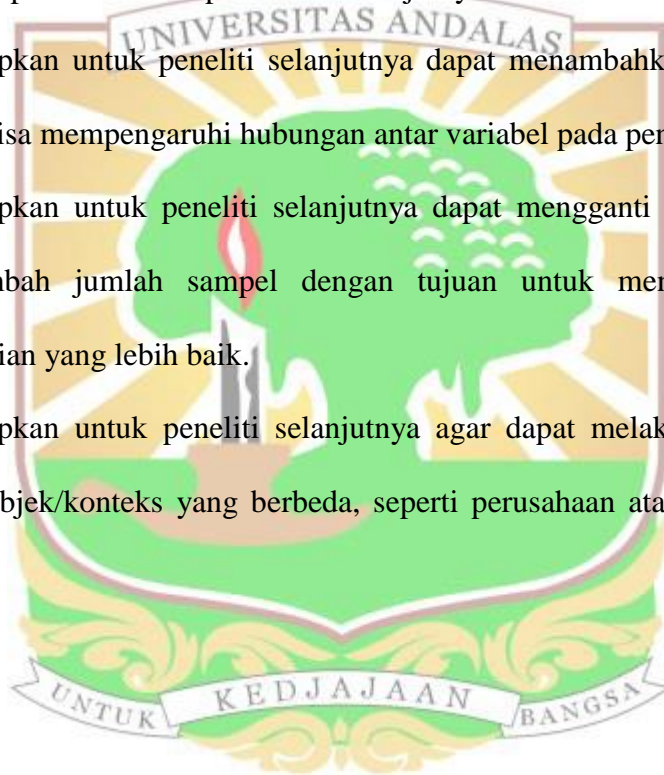 UNIVERSITAS ANDALAS
pkan untuk peneliti selanjutnya dapat menambahk
isa mempengaruhi hubungan antar variabel pada pen
pkan untuk peneliti selanjutnya dapat mengganti
bah jumlah sampel dengan tujuan untuk men
ian yang lebih baik.
pkan untuk peneliti selanjutnya agar dapat melak
bjek/konteks yang berbeda, seperti perusahaan ata
UNTUK KEDJAJAAN BANGSA